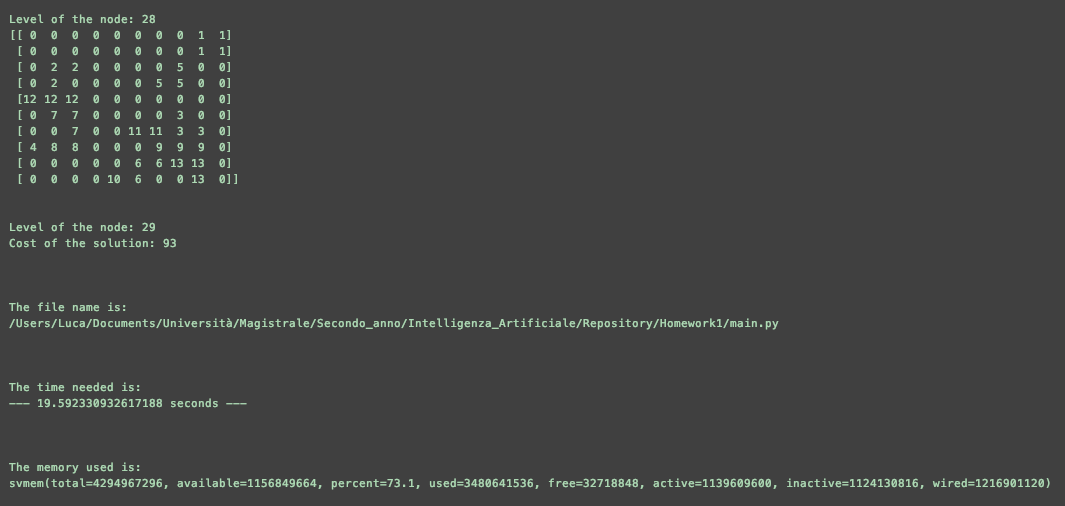 Level of the node: 28
[[ 0  0  0  0  0  0  0  0  1  1]
 [ 0  0  0  0  0  0  0  0  1  1]
 [ 0  2  2  0  0  0  0  5  0  0]
 [ 0  2  0  0  0  0  5  5  0  0]
 [12 12 12  0  0  0  0  0  0  0]
 [ 0  7  7  0  0  0  0  3  0  0]
 [ 0  0  7  0  0 11 11  3  3  0]
 [ 4  8  8  0  0  0  9  9  9  0]
 [ 0  0  0  0  0  6  6 13 13  0]
 [ 0  0  0  0 10  6  0  0 13  0]]
Level of the node: 29
Cost of the solution: 93
The file name is:
/Users/Luca/Documents/Università/Magistrale/Secondo_anno/Intelligenza_Artificiale/Repository/Homework1/main.py
The time needed is:
--- 19.592330932617188 seconds ---
The memory used is:
svmem(total=4294967296, available=1156849664, percent=73.1, used=3480641536, free=32718848, active=1139609600, inactive=1124130816, wired=1216901120)